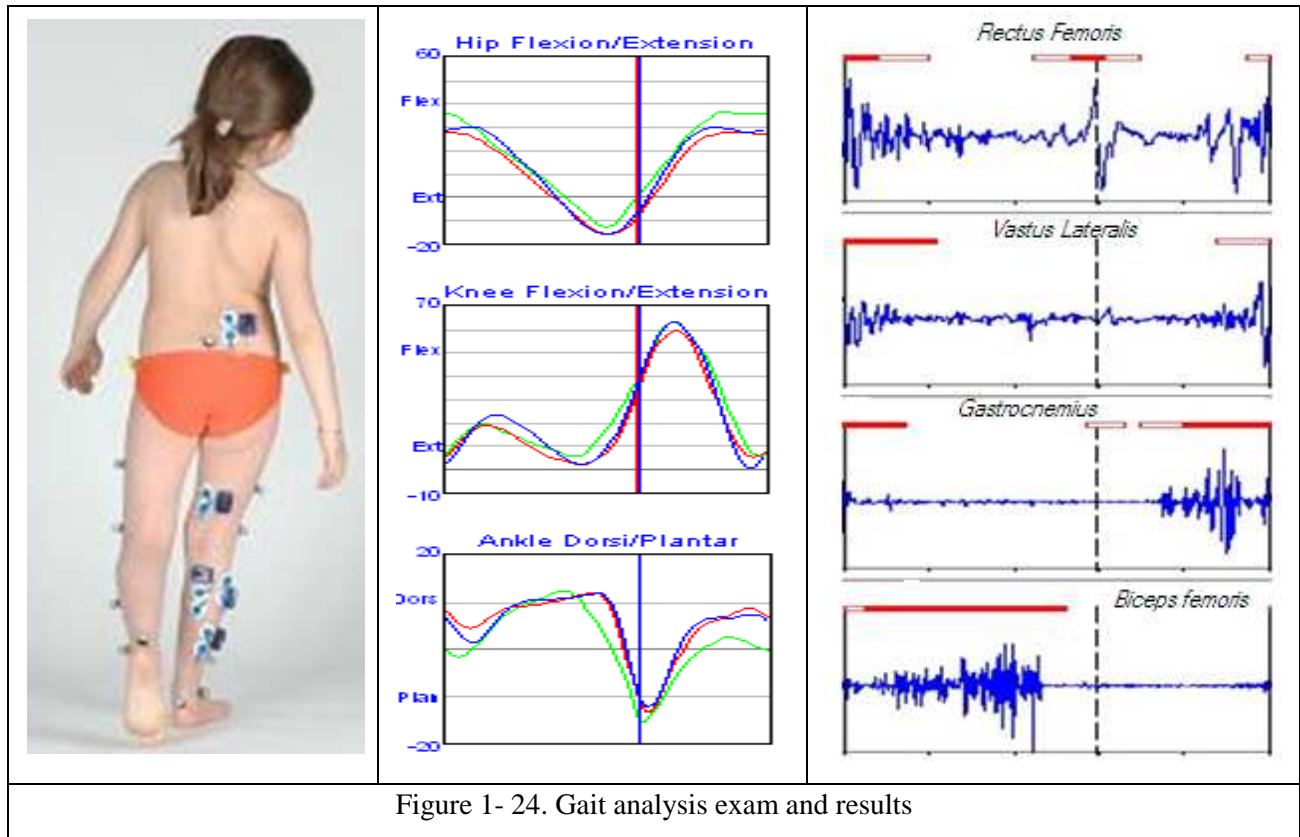 Hip Flexion/Extension
60
Flex
Ext
-20
Knee Flexion/Extension
70
Flex
Ext
-10
Ankle Dorsi/Plantar
20
Dors
Plan
-20
Rectus Femoris
Vastus Lateralis
Gastrocnemius
Biceps femoris
Figure 1- 24. Gait analysis exam and results